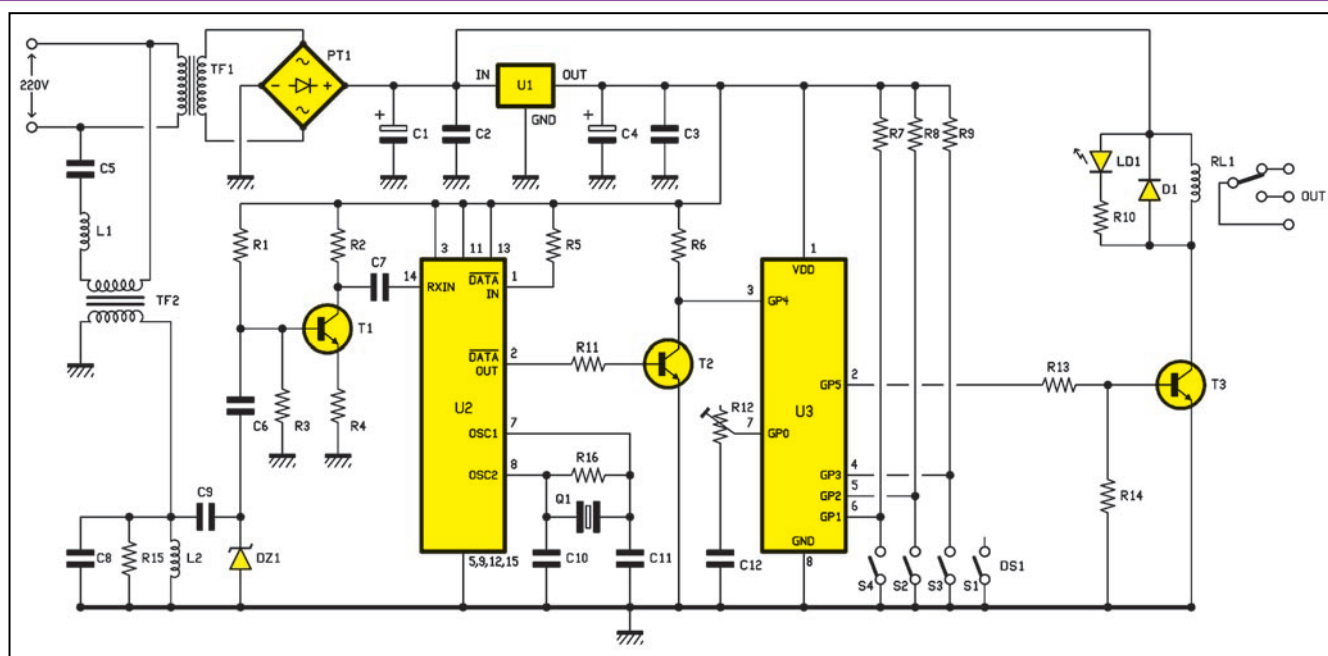 PT1
TF1
220V
IN U1 OUT
GND
C1
C2
C4
C3
R7
R8
R9
C5
LD1
D1
RL1
OUT
R10
L1
R1
R2
3 11 13
R5
R6
1
VDD
C7
14 RXIN
DATA IN
1
TF2
T1
3 GP4
DATA OUT
2
R11
T2
GP5 2
R13
T3
U2
U3
R12
C6
R3
R4
OSC1 7
7 GP0
OSC2 8
R16
GP3 4
GP2 5
GP1 6
R14
C9
Q1
GND
C8
R15
L2
DZ1
5,9,12,15
C10
C11
C12
8
S4
S2
S3
S1
DS1